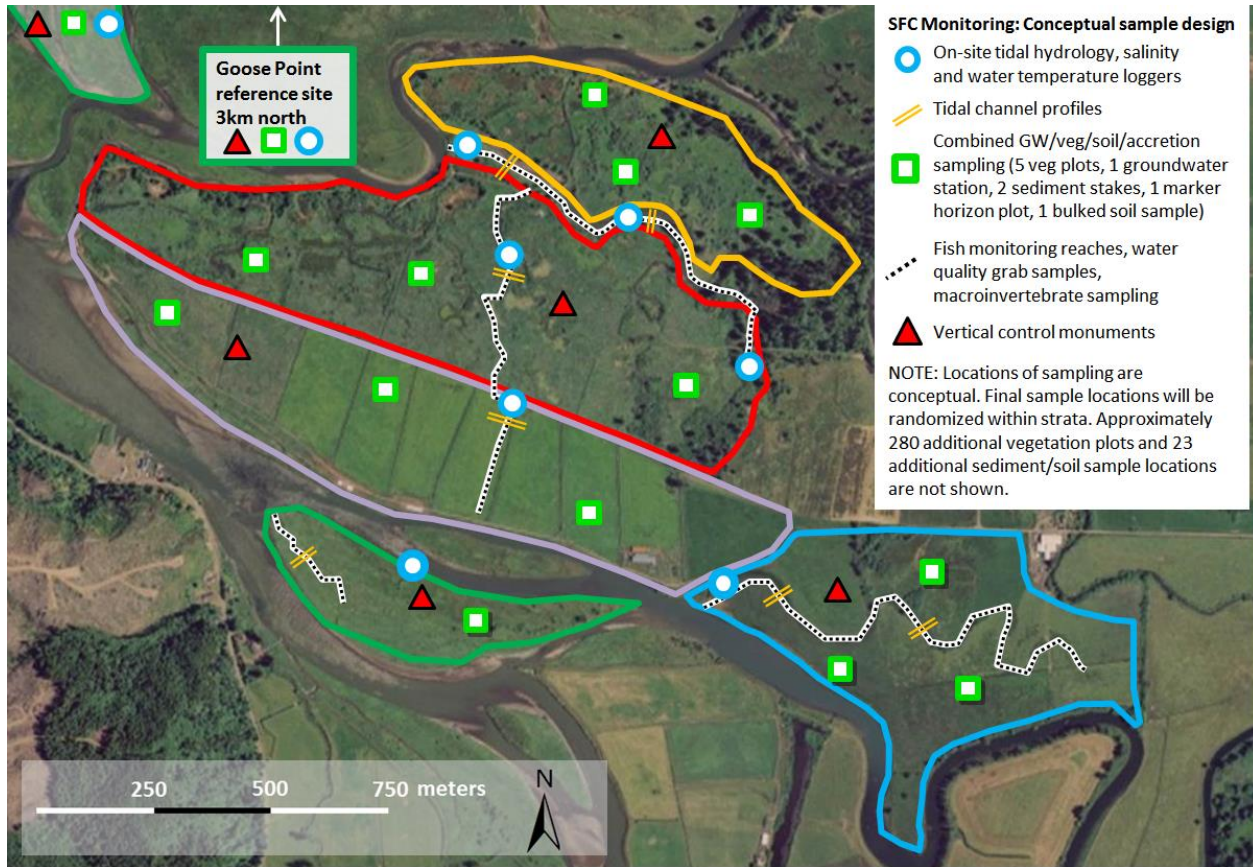 Goose Point
reference site
3km north
SFC Monitoring: Conceptual sample design
On-site tidal hydrology, salinity
and water temperature loggers
Tidal channel profiles
Combined GW/veg/soil/accretion
sampling (5 veg plots, 1 groundwater
station, 2 sediment stakes, 1 marker
horizon plot, 1 bulked soil sample)
Fish monitoring reaches, water
quality grab samples,
macroinvertebrate sampling
Vertical control monuments
NOTE: Locations of sampling are
conceptual. Final sample locations will be
randomized within strata. Approximately
280 additional vegetation plots and 23
additional sediment/soil sample locations
are not shown.
250 500 750 meters
N